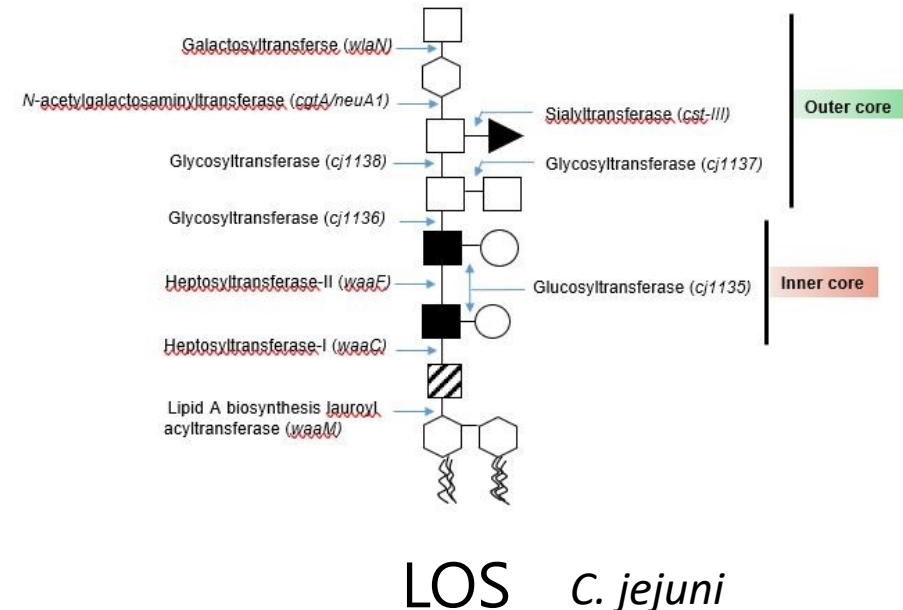 Galactosyltransferse (wlaN)
N-acetylgalactosaminyltransferase (cgtA/neuA1)
Sialyltransferase (cst-III)
Outer core
Glycosyltransferase (cj1138)
Glycosyltransferase (cj1137)
Glycosyltransferase (cj1136)
Heptosyltransferase-II (waaF)
Glucosyltransferase (cj1135)
Inner core
Heptosyltransferase-I (waaC)
Lipid A biosynthesis lauroyl
acyltransferase (waaM)
LOS C. jejuni